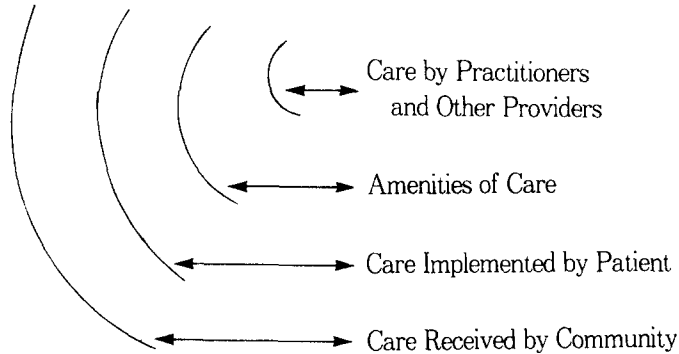 Care by Practitioners
and Other Providers
Amenities of Care
Care Implemented by Patient
Care Received by Community